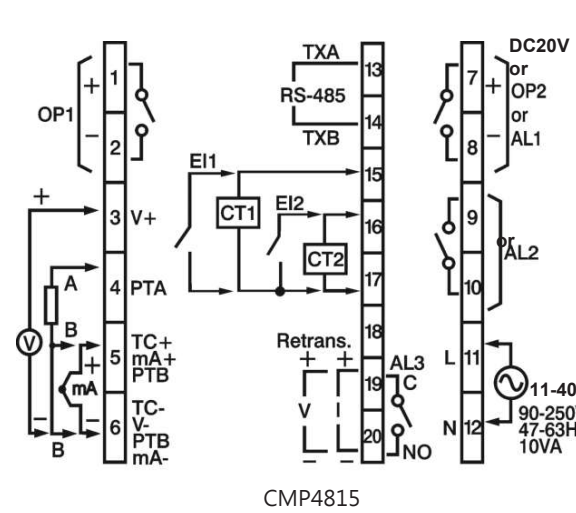 OP1
+
−
1
2
+
3 V+
A
4 PTA
B
V
mA
+
5
TC+
mA+
PTB
6
TC-
V-
PTB
mA-
−
−
B
TXA
RS-485
TXB
13
14
EI1
15
CT1
EI2
16
CT2
17
18
Retrans.
+ +
V I
− −
19
20
AL3
C
NO
DC20V
or
OP2
or
AL1
7
+
8
−
9
or
AL2
10
L 11
N 12
11-40
90-250
47-63H
10VA
CMP4815